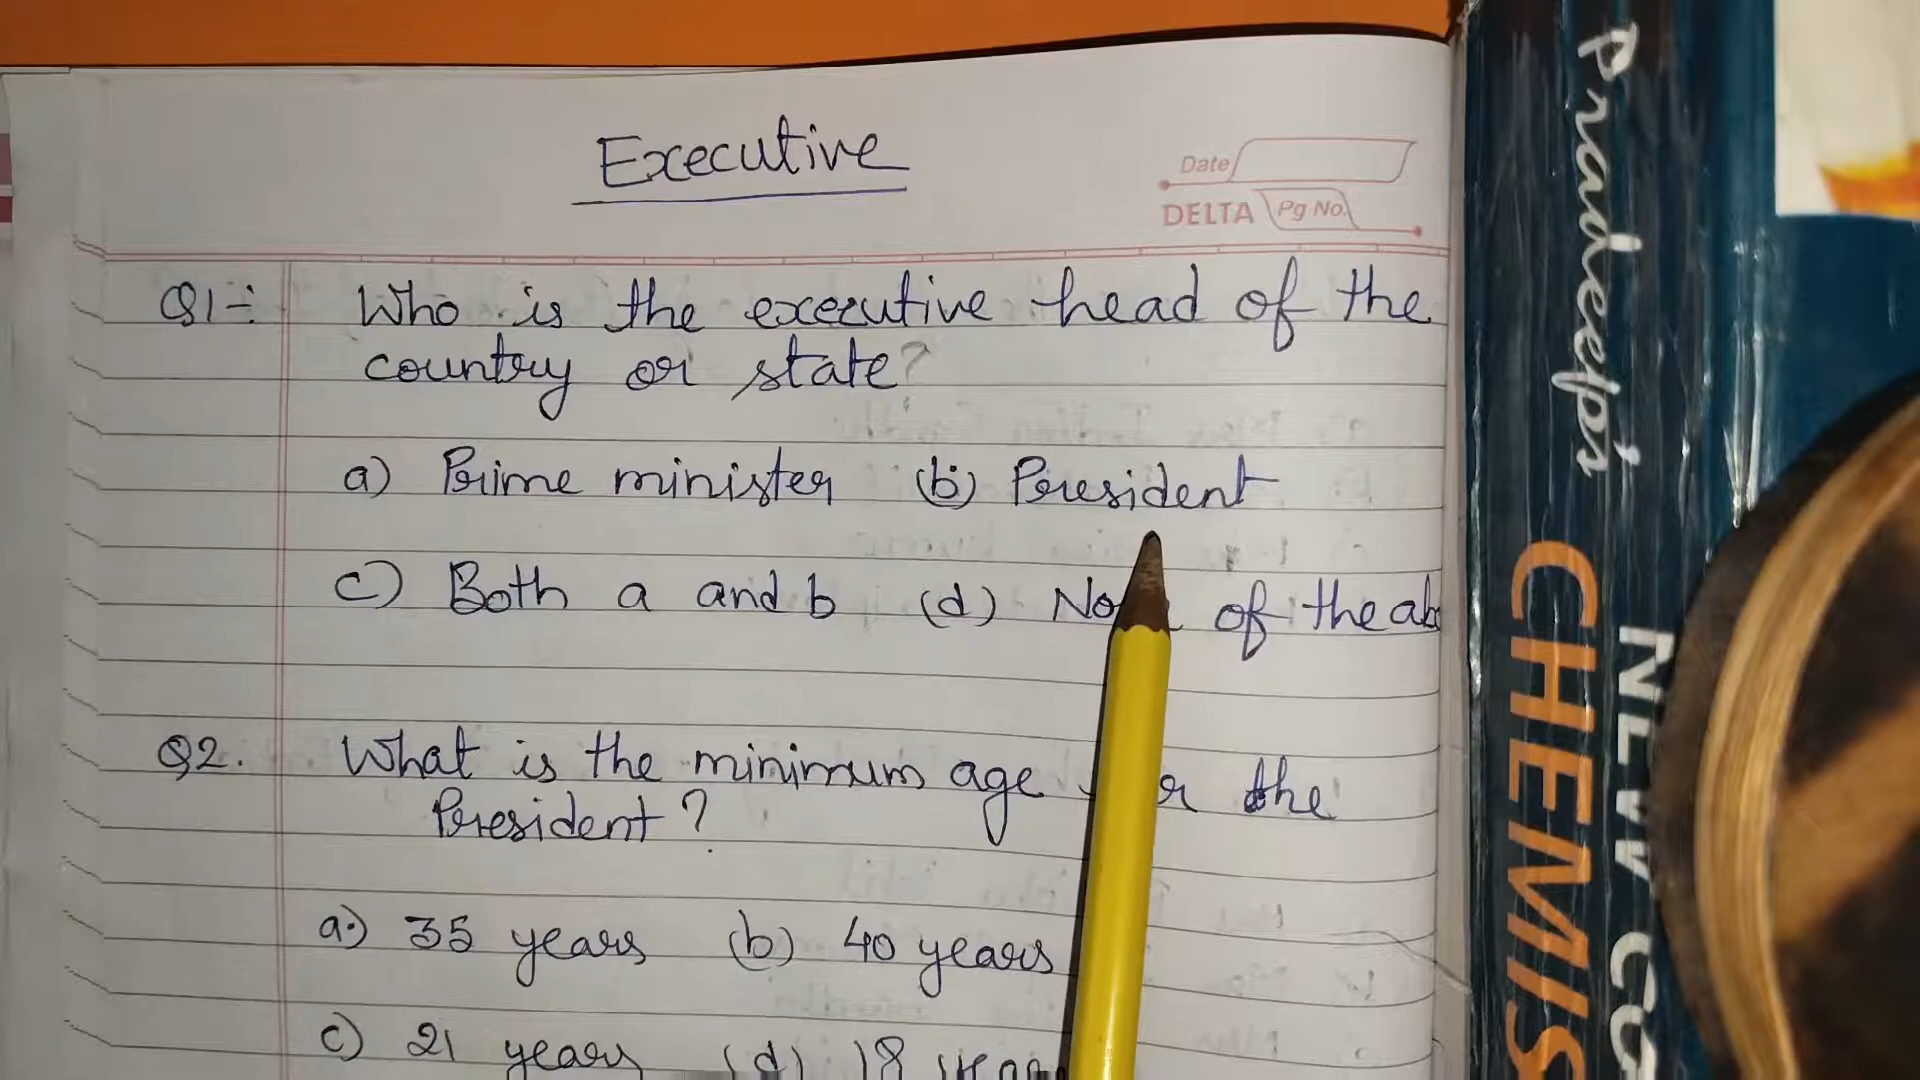 Executive
Date
DELTA Pg No.
Q1 :- Who is the executive head of the
country or state?
a) Prime minister (b) President
c) Both a and b (d) of the
Q2. What is the minimum age the
President?
a.) 35 years (b) 40 years
c) 21 years (d) 18
Pradeep's
NEW CO
CHEMIS